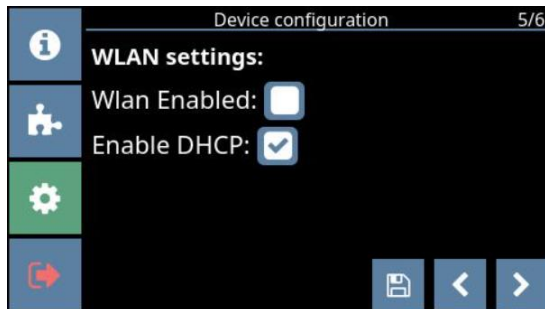 Device configuration 5/6
WLAN settings:
Wlan Enabled:
Enable DHCP: